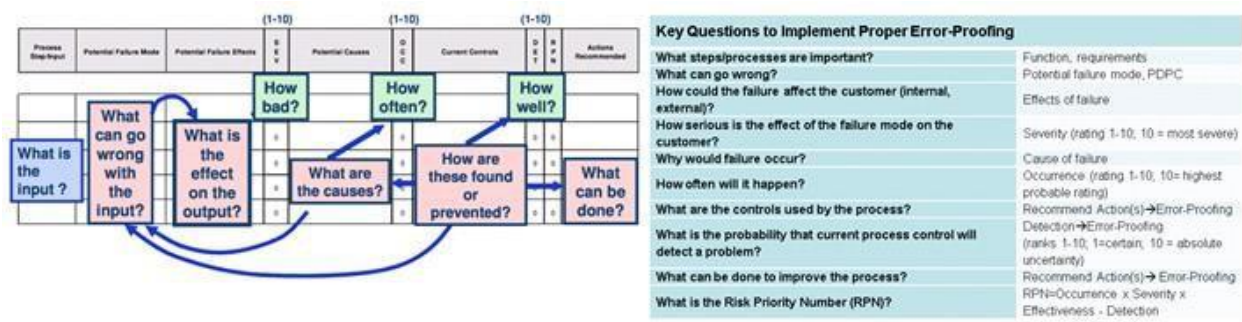 (1-10) (1-10) (1-10)
Process Step/Input
Potential Failure Mode
Potential Failure Effects
SEV
Potential Causes
OCC
Current Controls
DET
RPN
Actions Recommended
How bad?
How often?
How well?
What is
the
input ?
What
can go
wrong
with
the
input?
What is
the
effect
on the
output?
What are
the causes?
How are
these found
or
prevented?
What
can be
done?
Key Questions to Implement Proper Error-Proofing
What steps/processes are important? Function, requirements
What can go wrong? Potential failure mode, PDPC
How could the failure affect the customer (internal,
external)? Effects of failure
How serious is the effect of the failure mode on the
customer? Severity (rating 1-10; 10 = most severe)
Why would failure occur? Cause of failure
How often will it happen? Occurrence (rating 1-10; 10= highest
probable rating)
What are the controls used by the process? Recommend Action(s)→Error-Proofing
What is the probability that current process control will
detect a problem? Detection→Error-Proofing
(ranks 1-10; 1=certain; 10 = absolute
uncertainty)
What can be done to improve the process? Recommend Action(s)→ Error-Proofing
What is the Risk Priority Number (RPN)? RPN=Occurrence x Severity x
Effectiveness - Detection